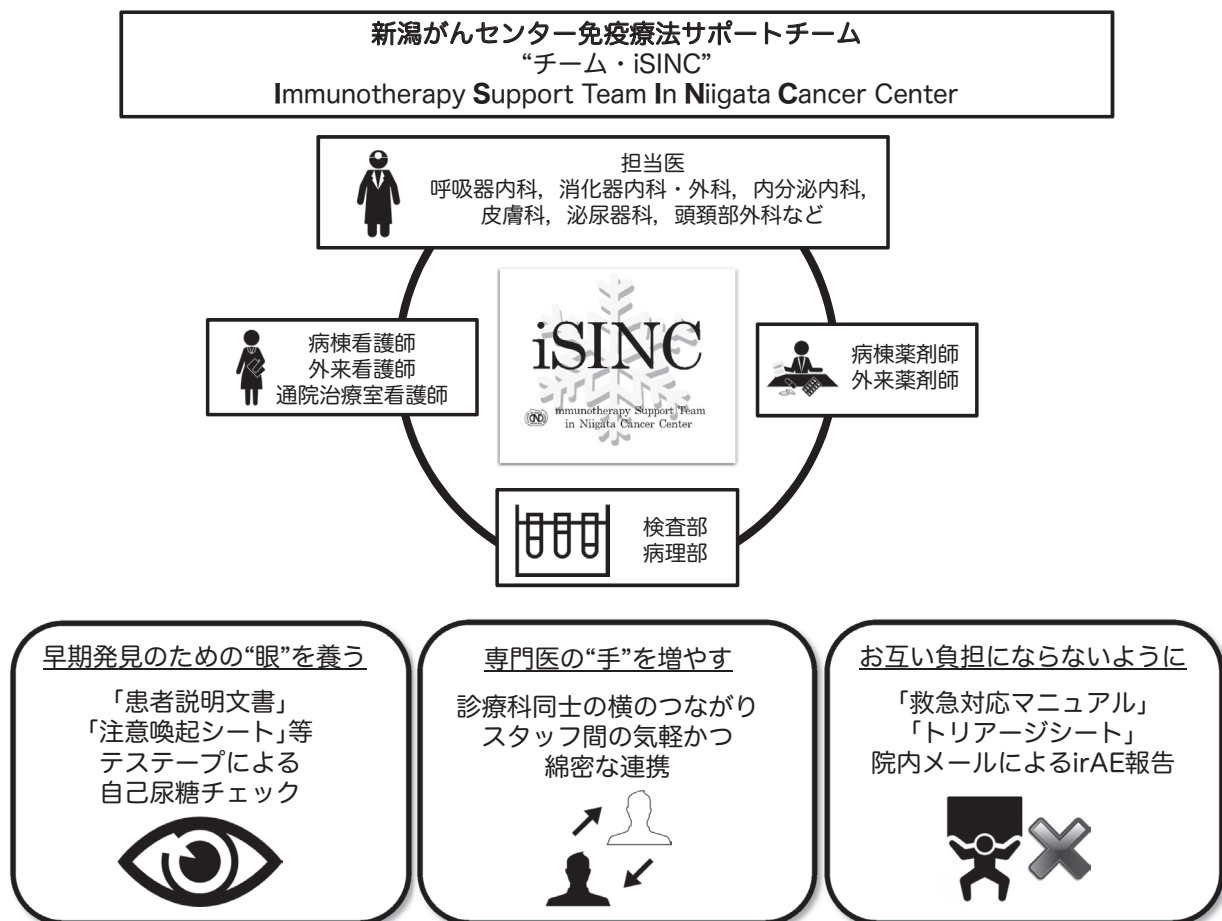 新潟がんセンター免疫療法サポートチーム
“チーム・iSINC”
Immunotherapy Support Team In Niigata Cancer Center
担当医
呼吸器内科，消化器内科・外科，内分泌内科，
皮膚科，泌尿器科，頭頚部外科など
病棟看護師
外来看護師
通院治療室看護師
iSINC
mmunotherapy Support Team
in Niigata Cancer Center
病棟薬剤師
外来薬剤師
検査部
病理部
早期発見のための“眼”を養う
「患者説明文書」
「注意喚起シート」等
テステープによる
自己尿糖チェック
専門医の“手”を増やす
診療科同士の横のつながり
スタッフ間の気軽かつ
綿密な連携
お互い負担にならないように
「救急対応マニュアル」
「トリアージシート」
院内メールによるirAE報告